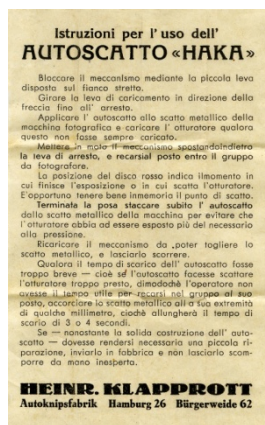 Istruzioni per l' uso dell'
AUTOSCATTO «HAKA»
Bloccare il meccanismo mediante la piccola leva
disposta sul fianco stretto.
Girare la leva di caricamento in direzione della
freccia fino all' arresto.
Applicare l' autoscatto allo scatto metallico della
macchina fotografica e caricare l' otturatore qualora
questo non fosse sempre caricato.
Mettere in moto il meccanismo spostandoindietro
la leva di arresto, e recarsial posto entro il gruppo
da fotografare.
La posizione del disco rosso indica ilmomento in
cui finisce l'esposizione o in cui scatta l'otturatore.
E'opportuno tenere bene inmemoria il punto di scatto.
Terminata la posa staccare subito l' autoscatto
dallo scatto metallico della macchina per evitare che
l'otturatore abbia ad essere esposto più del necessario
alla pressione.
Ricaricare il meccanismo da „poter togliere lo
scatto metallico, e lasciarlo scorrere.
Qualora il tempo di scarico dell' autoscatto fosse
troppo breve — cioè se l'autoscatto facesse scattare
l'otturatore troppo presto, dimodochè l'operatore non
avesse il tempo utile per recarsi nel gruppo al suo
posto, accorciare lo scatto metallico alla sua estremità
di qualche millimetro, ciochè allungherà il tempo di
scario di 3 o 4 secondi.
Se — nonostante la solida costruzione dell' auto-
scatto — dovesse rendersi necessaria una piccola ri-
parazione, inviarlo in fabbrica e non lasciarlo scom-
porre da mano inesperta.
HEINR. KLAPPROTT
Autoknipsfabrik Hamburg 26 Bürgerweide 62